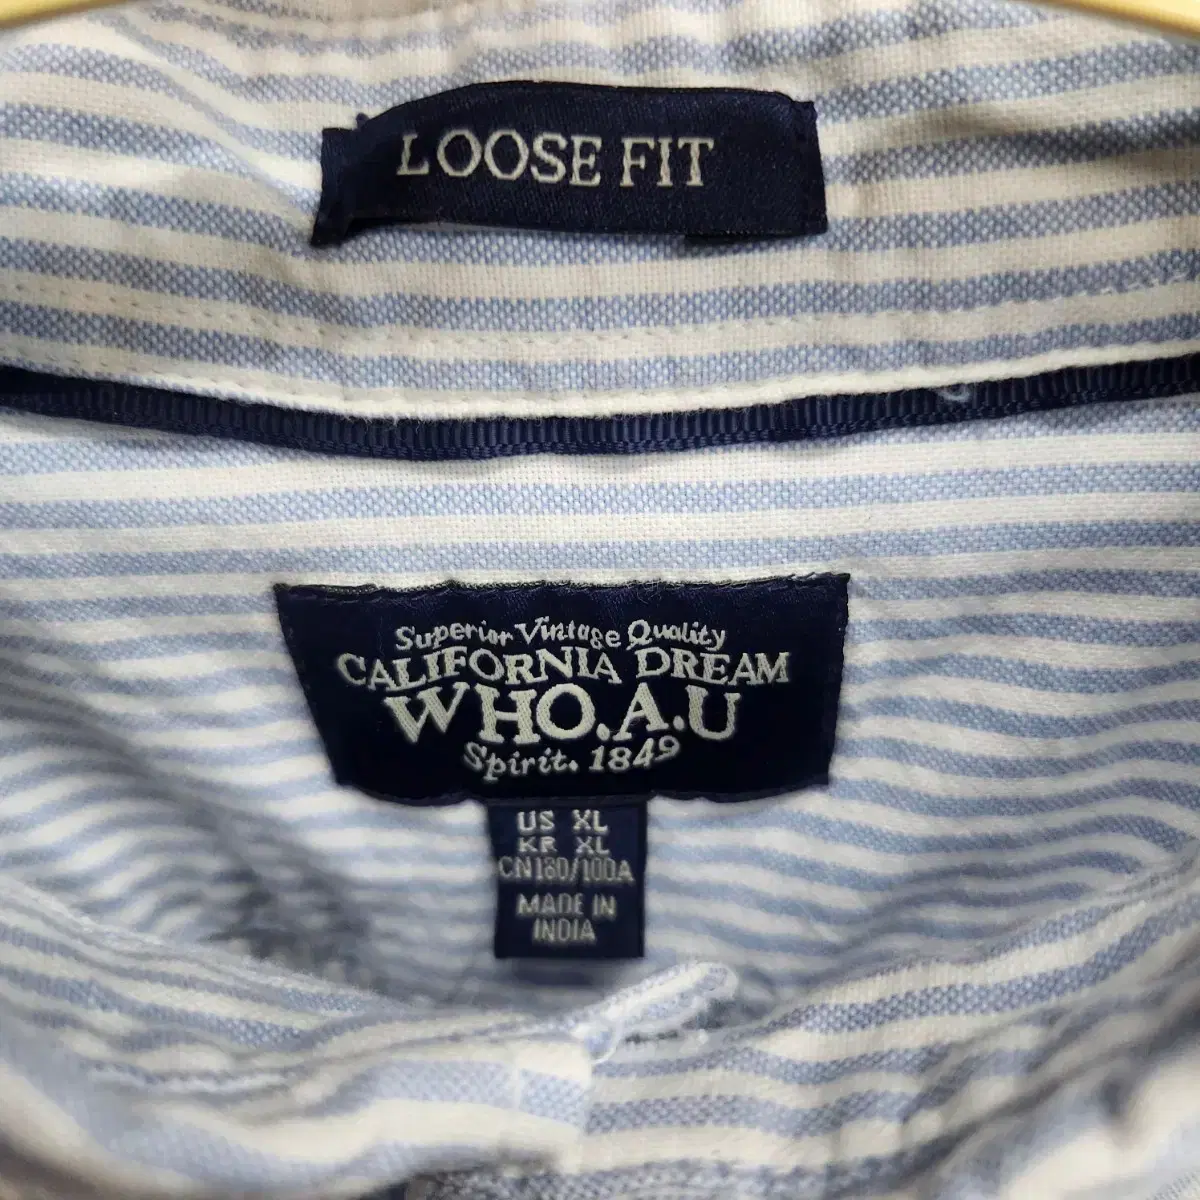 LOOSE FIT
Superior Vintage Quality
CALIFORNIA DREAM
WHO.A.U
Spirit. 1849
US XL
KR XL
CN180/100A
MADE IN
INDIA